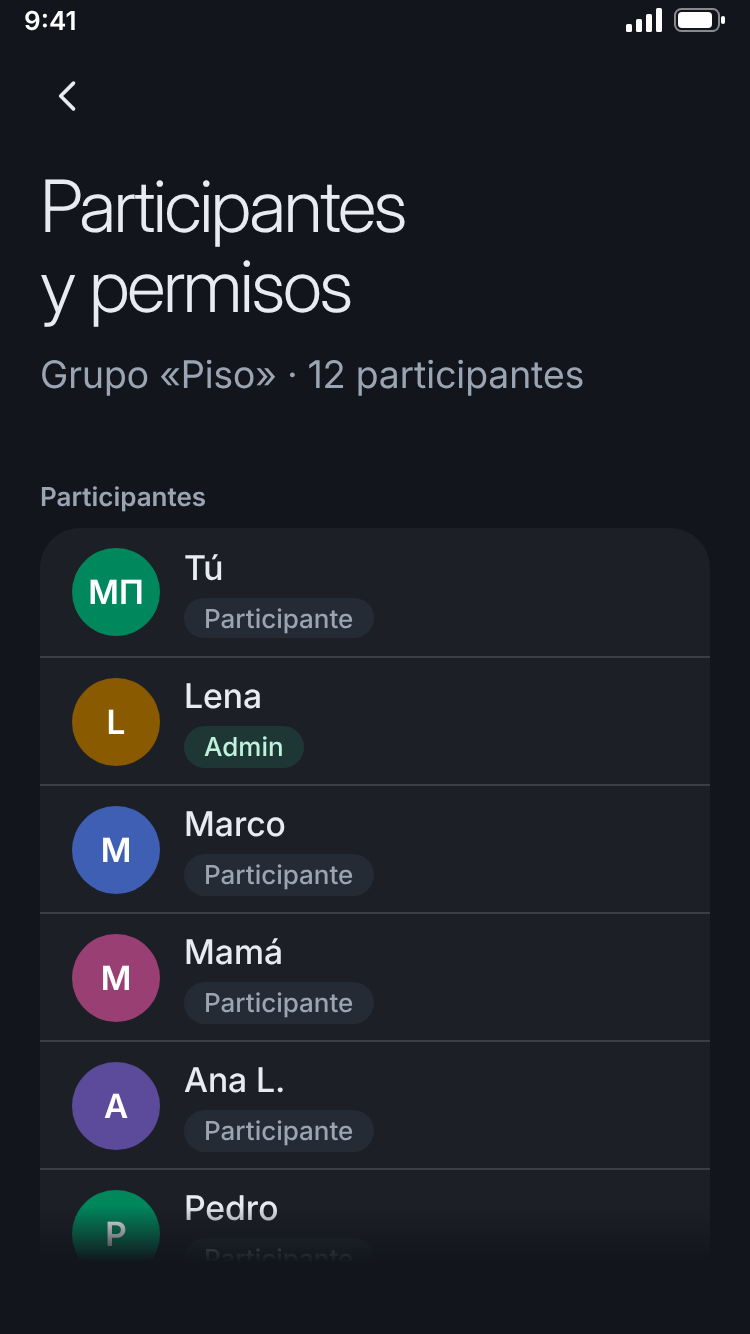 9:41
Participantes
y permisos
Grupo «Piso» · 12 participantes
Participantes
МП
Tú
Participante
L
Lena
Admin
M
Marco
Participante
M
Mamá
Participante
A
Ana L.
Participante
P
Pedro
Participante